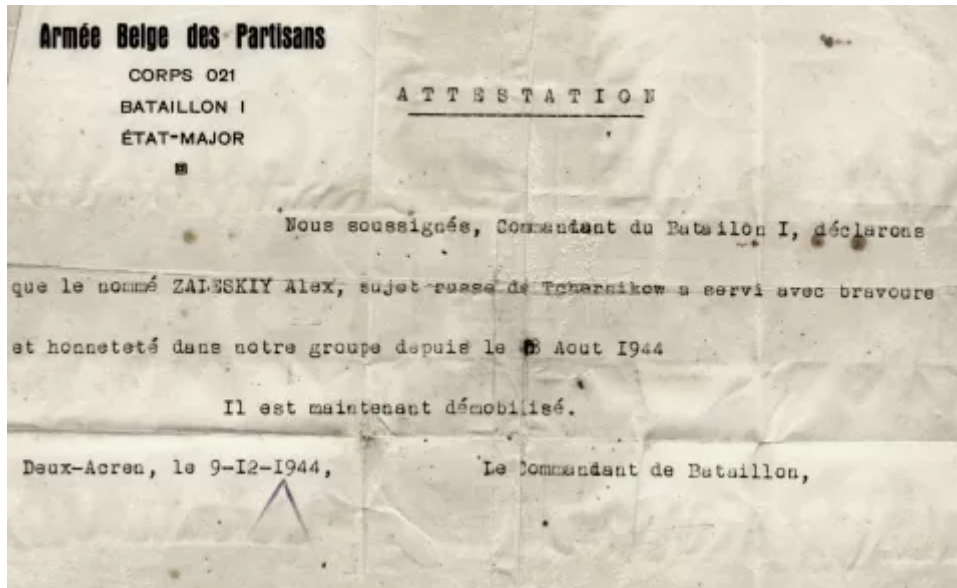 Armée Belge des Partisans
CORPS 021
BATAILLON I
ÉTAT-MAJOR
ATTESTATION
Nous soussignés, Commandant du Bataillon I, déclarons
que le nommé ZALESKIY Alex, sujet russe de Tchernikow a servi avec bravoure
et honneteté dans notre groupe depuis le Aout I944
Il est maintenant démobilisé.
Deux-Acren, le 9-I2-I944,
Le Commandant de Bataillon,